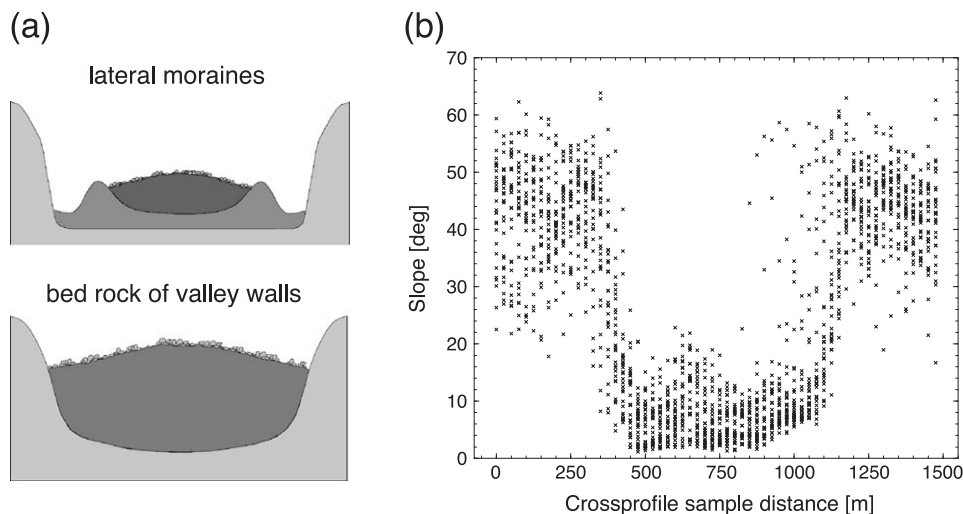 (a)
lateral moraines
bed rock of valley walls
(b)
70
60
50
40
30
20
10
0
Slope [deg]
0 250 500 750 1000 1250 1500
Crossprofile sample distance [m]